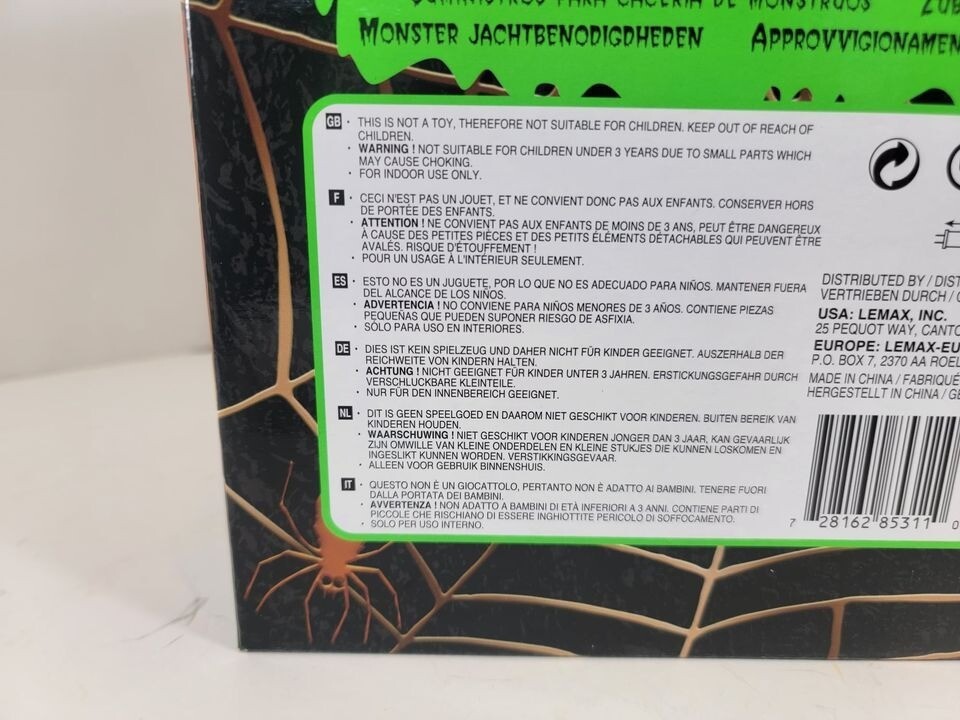 SUMINISTROS PARA CACERÍA DE MONSTRUOS
MONSTER JACHTBENODIGDHEDEN APPROVVIGIONAMEN
GB · THIS IS NOT A TOY, THEREFORE NOT SUITABLE FOR CHILDREN. KEEP OUT OF REACH OF
CHILDREN.
· WARNING ! NOT SUITABLE FOR CHILDREN UNDER 3 YEARS DUE TO SMALL PARTS WHICH
MAY CAUSE CHOKING.
· FOR INDOOR USE ONLY.
F · CECI N'EST PAS UN JOUET, ET NE CONVIENT DONC PAS AUX ENFANTS. CONSERVER HORS
DE PORTÉE DES ENFANTS.
· ATTENTION ! NE CONVIENT PAS AUX ENFANTS DE MOINS DE 3 ANS, PEUT ÊTRE DANGEREUX
À CAUSE DES PETITES PIÈCES ET DES PETITS ÉLÉMENTS DÉTACHABLES QUI PEUVENT ÊTRE
AVALÉS. RISQUE D'ÉTOUFFEMENT !
· POUR UN USAGE À L'INTÉRIEUR SEULEMENT.
ES · ESTO NO ES UN JUGUETE, POR LO QUE NO ES ADECUADO PARA NIÑOS. MANTENER FUERA
DEL ALCANCE DE LOS NIÑOS.
· ADVERTENCIA ! NO CONVIENE PARA NIÑOS MENORES DE 3 AÑOS. CONTIENE PIEZAS
PEQUEÑAS QUE PUEDEN SUPONER RIESGO DE ASFIXIA.
· SÓLO PARA USO EN INTERIORES.
DE · DIES IST KEIN SPIELZEUG UND DAHER NICHT FÜR KINDER GEEIGNET. AUSZERHALB DER
REICHWEITE VON KINDERN HALTEN.
· ACHTUNG ! NICHT GEEIGNET FÜR KINDER UNTER 3 JAHREN. ERSTICKUNGSGEFAHR DURCH
VERSCHLUCKBARE KLEINTEILE.
· NUR FÜR DEN INNENBEREICH GEEIGNET.
NL · DIT IS GEEN SPEELGOED EN DAAROM NIET GESCHIKT VOOR KINDEREN. BUITEN BEREIK VAN
KINDEREN HOUDEN.
· WAARSCHUWING ! NIET GESCHIKT VOOR KINDEREN JONGER DAN 3 JAAR, KAN GEVAARLIJK
ZIJN OMWILLE VAN KLEINE ONDERDELEN EN KLEINE STUKJES DIE KUNNEN LOSKOMEN EN
INGESLIKT KUNNEN WORDEN. VERSTIKKINGSGEVAAR.
· ALLEEN VOOR GEBRUIK BINNENSHUIS.
IT · QUESTO NON È UN GIOCATTOLO, PERTANTO NON È ADATTO AI BAMBINI. TENERE FUORI
DALLA PORTATA DEI BAMBINI.
· AVVERTENZA ! NON ADATTO A BAMBINI DI ETÀ INFERIORI A 3 ANNI. CONTIENE PARTI DI
PICCOLE CHE RISCHIANO DI ESSERE INGHIOTTITE PERICOLO DI SOFFOCAMENTO.
· SOLO PER USO INTERNO.
DISTRIBUTED BY / DIST
VERTRIEBEN DURCH /
USA: LEMAX, INC.
25 PEQUOT WAY, CANTO
EUROPE: LEMAX-EU
P.O. BOX 7, 2370 AA ROEL
MADE IN CHINA / FABRIQUÉ
HERGESTELLT IN CHINA / GE
7 28162 85311 0